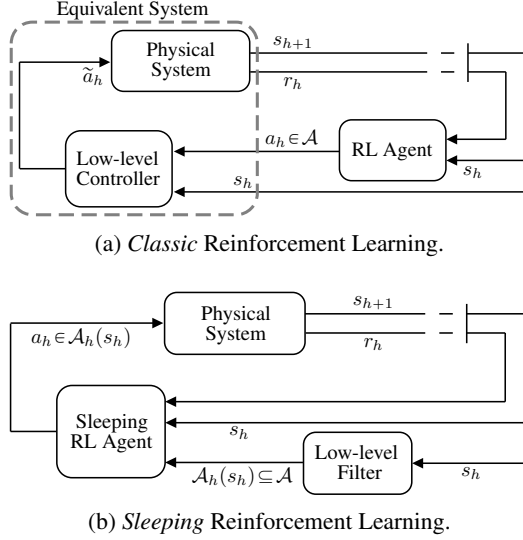 Equivalent System
Physical
System
s_{h+1}
r_h
ã_h
a_h ∈ 𝒜
RL Agent
Low-level
Controller
s_h
s_h
(a) Classic Reinforcement Learning.
Physical
System
s_{h+1}
r_h
a_h ∈ 𝒜_h(s_h)
Sleeping
RL Agent
s_h
Low-level
Filter
𝒜_h(s_h) ⊆ 𝒜
s_h
(b) Sleeping Reinforcement Learning.